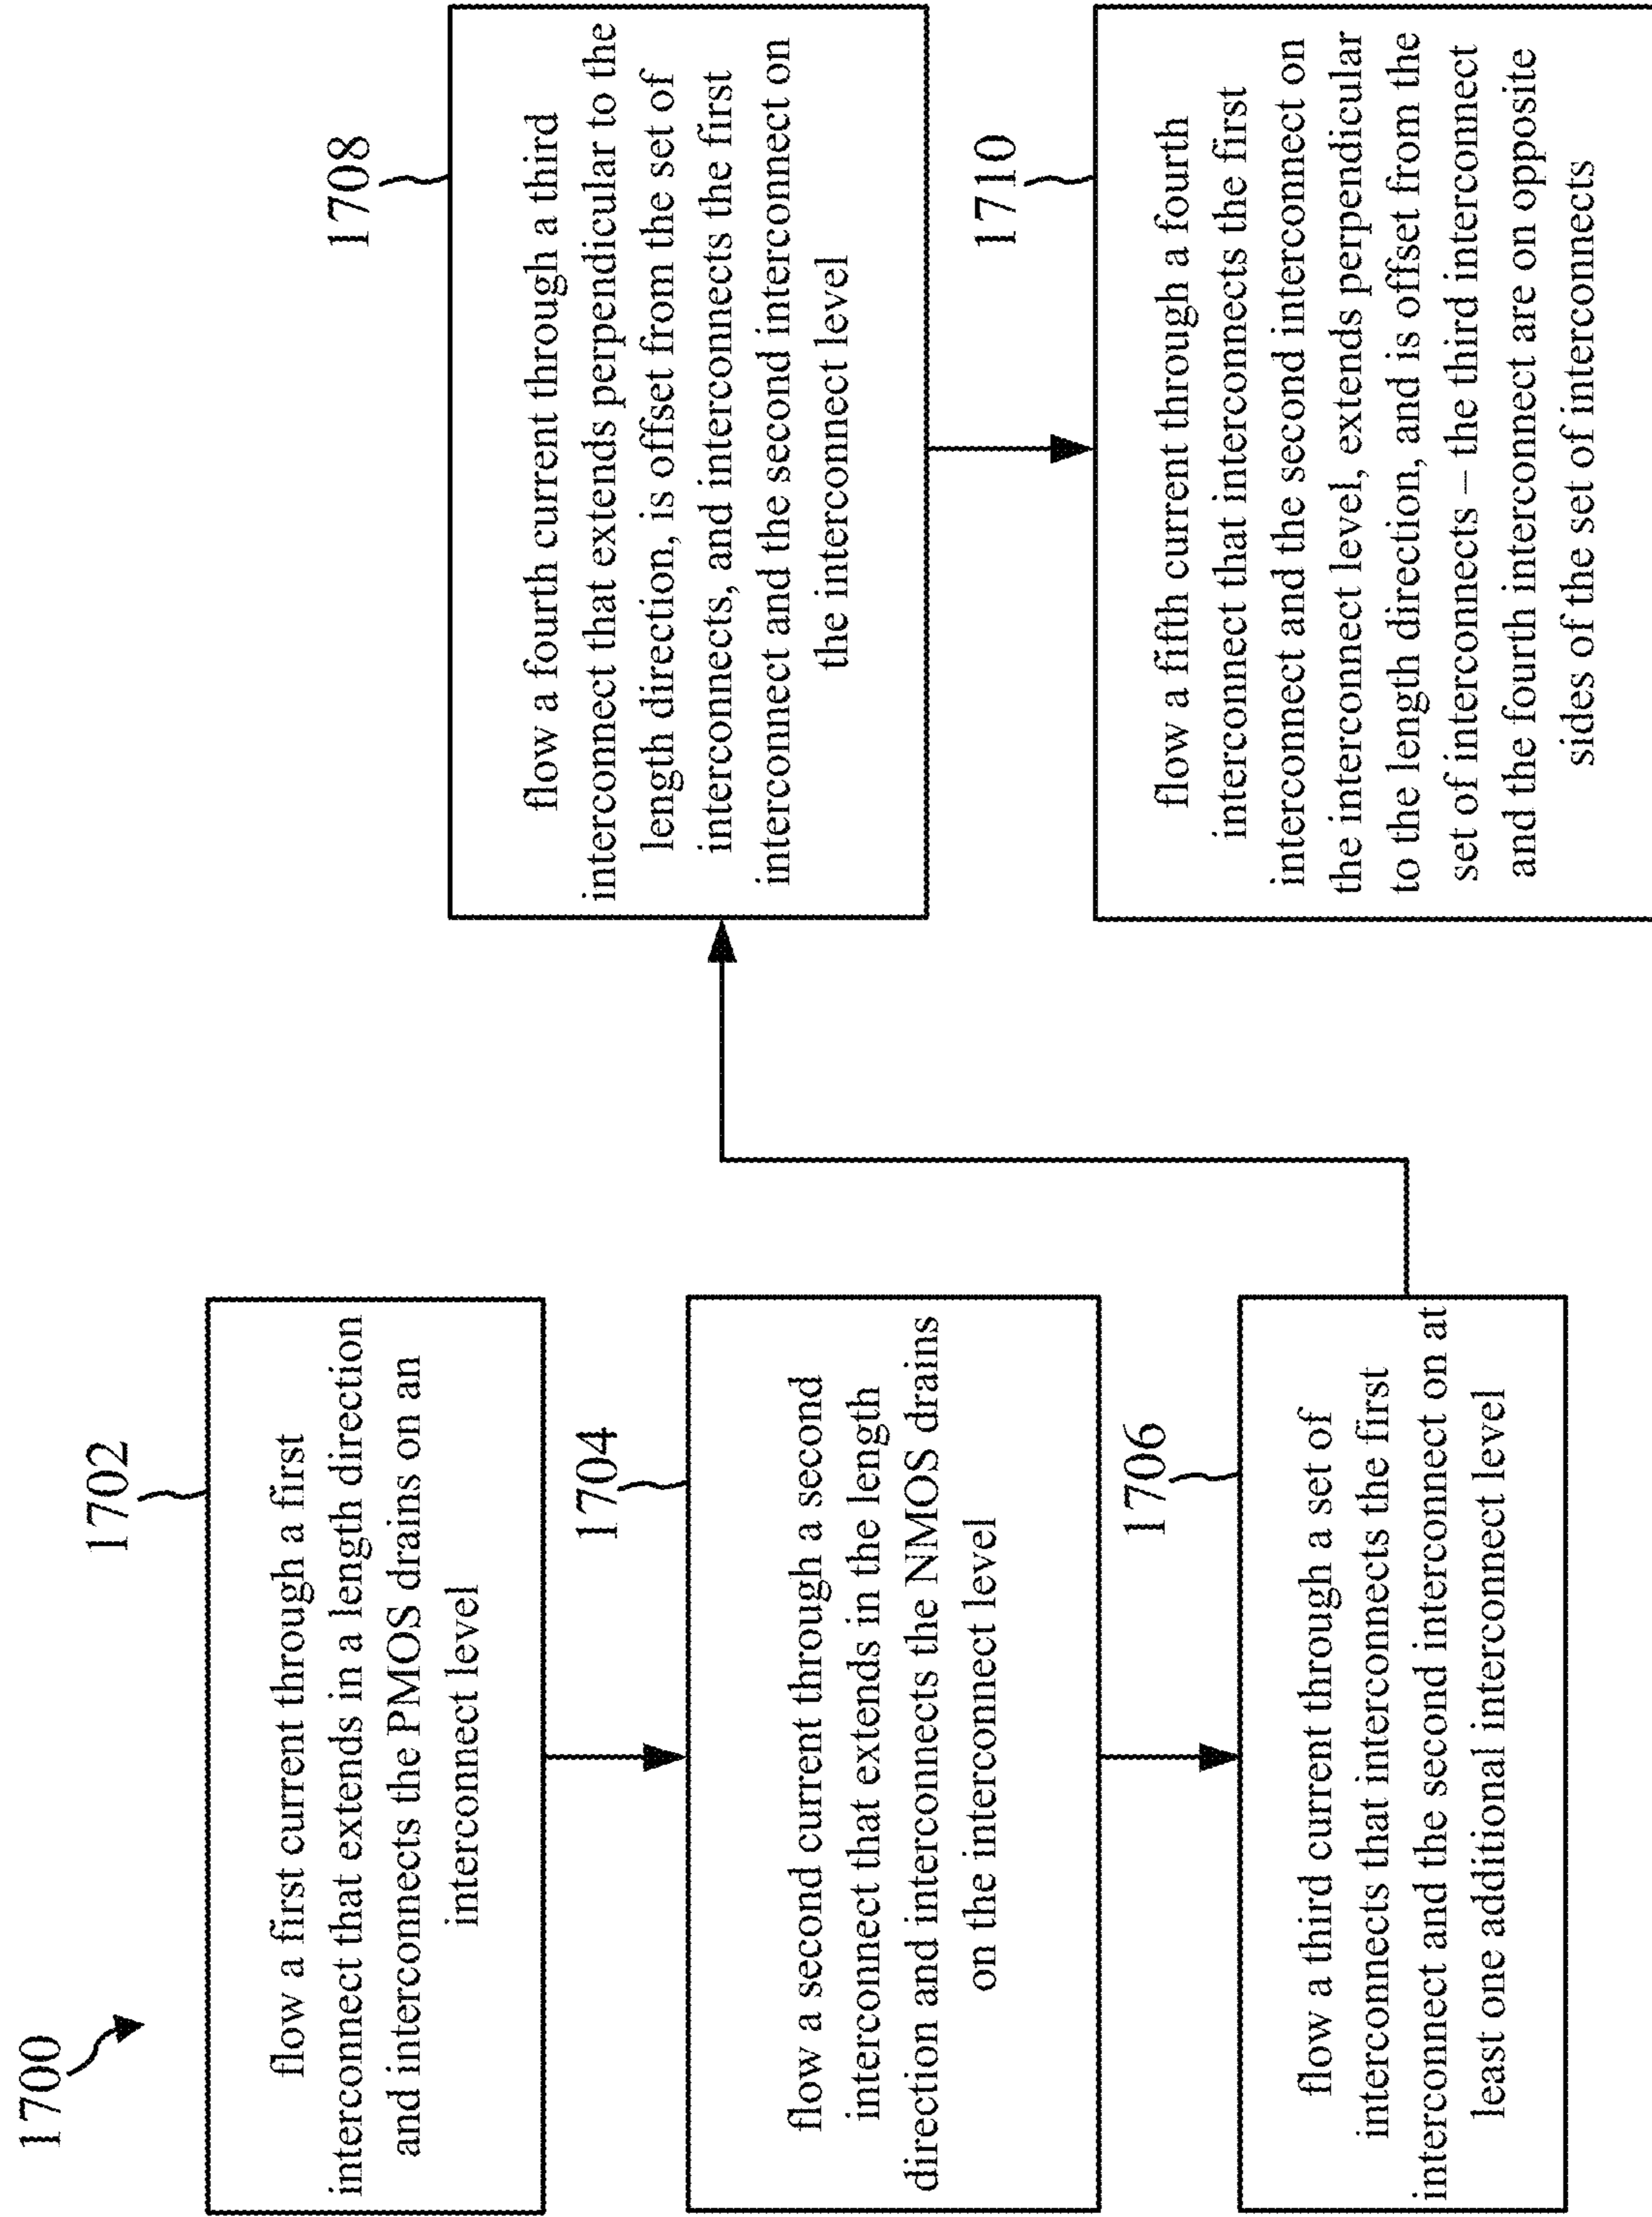 1700
1702
flow a first current through a first
interconnect that extends in a length direction
and interconnects the PMOS drains on an
interconnect level
1704
flow a second current through a second
interconnect that extends in the length
direction and interconnects the NMOS drains
on the interconnect level
1706
flow a third current through a set of
interconnects that interconnects the first
interconnect and the second interconnect on at
least one additional interconnect level
1708
flow a fourth current through a third
interconnect that extends perpendicular to the
length direction, is offset from the set of
interconnects, and interconnects the first
interconnect and the second interconnect on
the interconnect level
1710
flow a fifth current through a fourth
interconnect that interconnects the first
interconnect and the second interconnect on
the interconnect level, extends perpendicular
to the length direction, and is offset from the
set of interconnects – the third interconnect
and the fourth interconnect are on opposite
sides of the set of interconnects